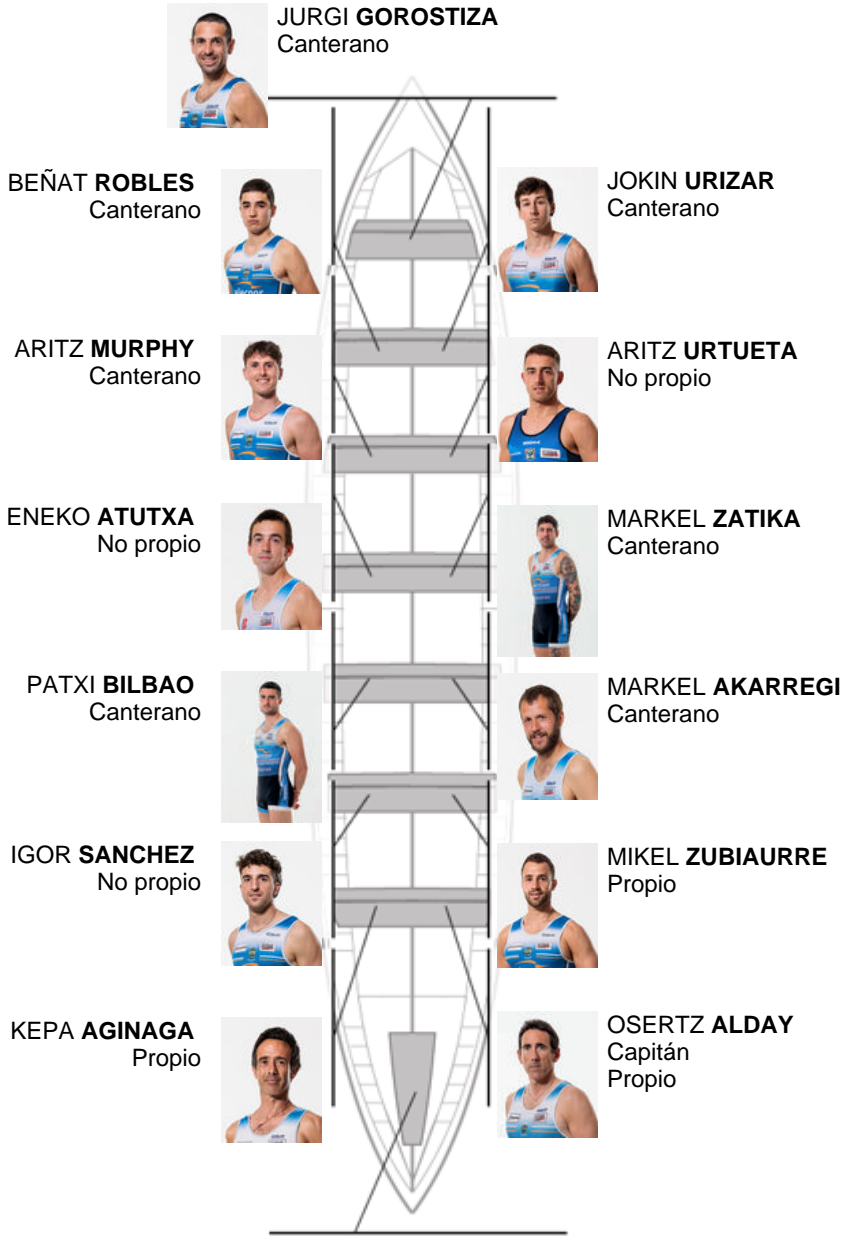 JURGI GOROSTIZA
Canterano
BEÑAT ROBLES
Canterano
JOKIN URIZAR
Canterano
ARITZ MURPHY
Canterano
ARITZ URTUETA
No propio
ENEKO ATUTXA
No propio
MARKEL ZATIKA
Canterano
PATXI BILBAO
Canterano
MARKEL AKARREGI
Canterano
IGOR SANCHEZ
No propio
MIKEL ZUBIAURRE
Propio
KEPA AGINAGA
Propio
OSERTZ ALDAY
Capitán
Propio